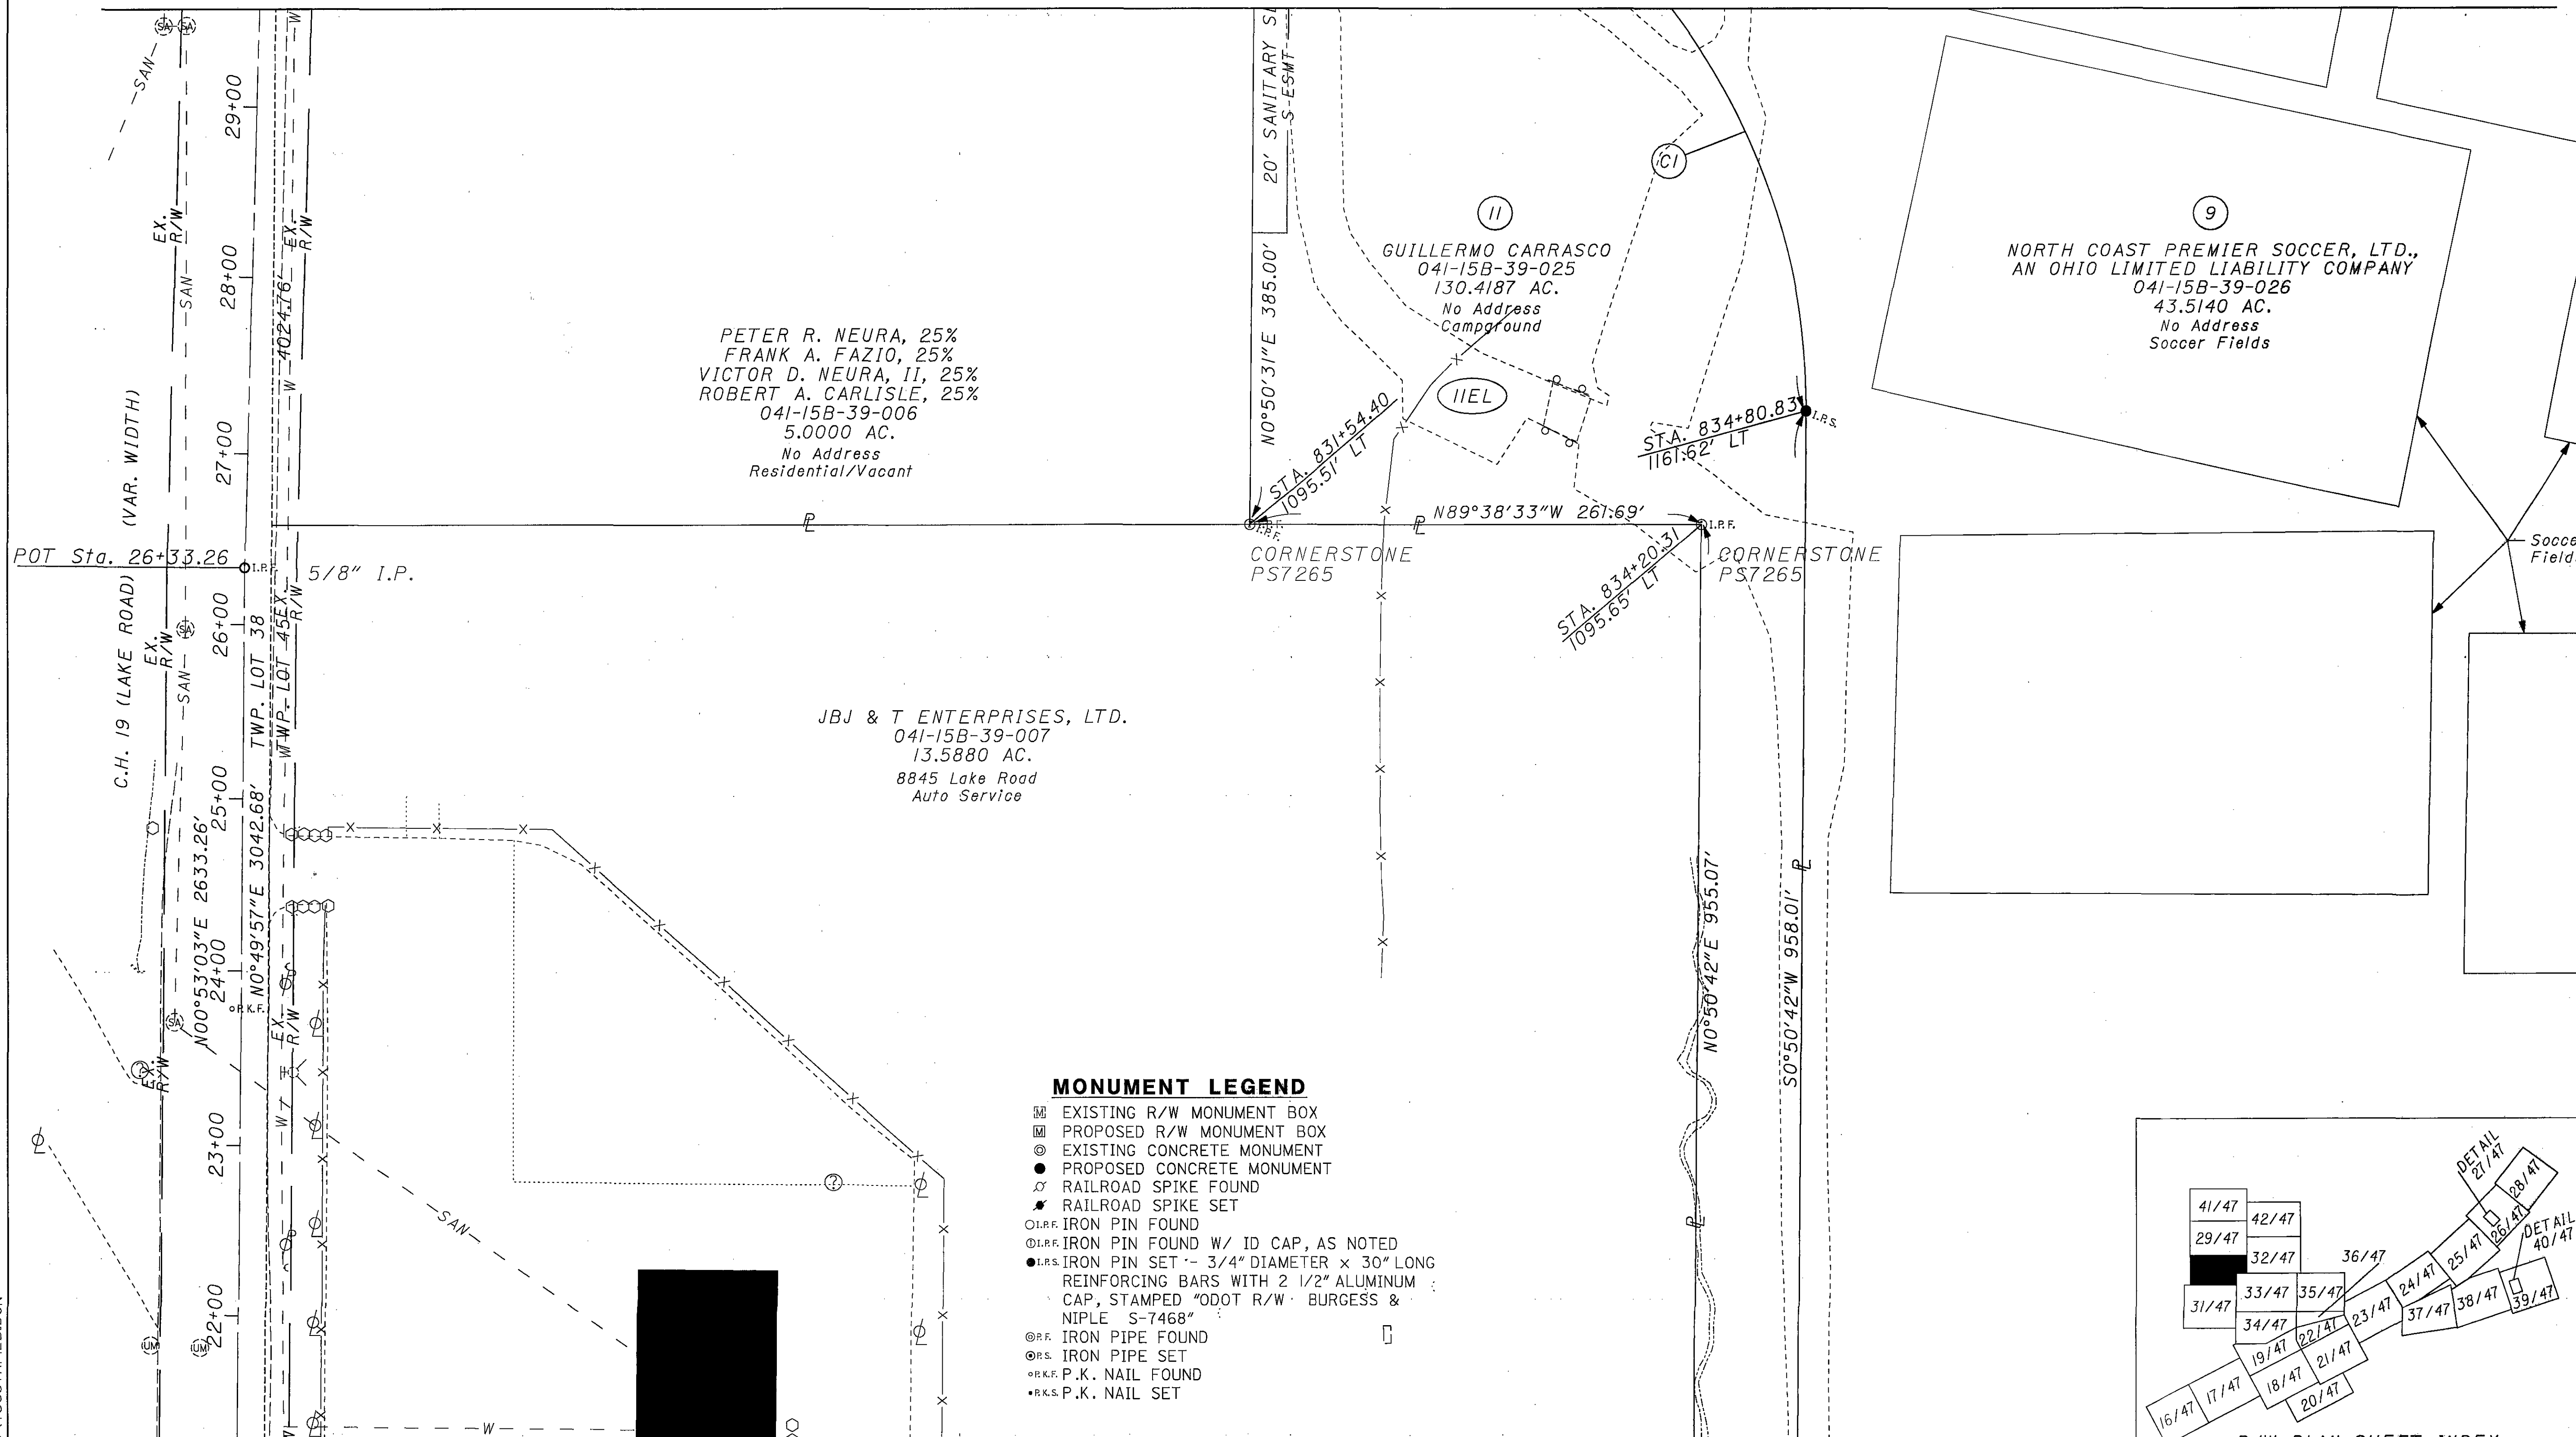 SAN
29+00
28+00
27+00
26+00
25+00
24+00
23+00
22+00
EX.
R/W
SAN
W
EX.
R/W
4024.76'
C.H. 19 (LAKE ROAD) (VAR. WIDTH)
POT Sta. 26+33.26
I.P.F.
5/8" I.P.
TWP. LOT 38
TWP. LOT 45
EX.
R/W
EX.
R/W
SAN
N00°53'03"E 2633.26'
N0°49'57"E 3042.68'
P.K.F.
EX.
R/W
EX.
R/W
W
SA
SA
SA
SA
UM
UM
PETER R. NEURA, 25%
FRANK A. FAZIO, 25%
VICTOR D. NEURA, II, 25%
ROBERT A. CARLISLE, 25%
041-15B-39-006
5.0000 AC.
No Address
Residential/Vacant
20' SANITARY
S ESMT
N0°50'31"E 385.00'
11
GUILLERMO CARRASCO
041-15B-39-025
130.4187 AC.
No Address
Campground
11EL
C1
STA. 831+54.40
1095.51' LT
STA. 834+80.83
1161.62' LT
I.P.S.
N89°38'33"W 261.69'
I.P.F.
I.P.F.
CORNERSTONE
PS7265
STA. 834+20.31
1095.65' LT
I.P.F.
CORNERSTONE
PS7265
9
NORTH COAST PREMIER SOCCER, LTD.,
AN OHIO LIMITED LIABILITY COMPANY
041-15B-39-026
43.5140 AC.
No Address
Soccer Fields
JBJ & T ENTERPRISES, LTD.
041-15B-39-007
13.5880 AC.
8845 Lake Road
Auto Service
N0°50'42"E 955.07'
S0°50'42"W 958.01'
SAN
?
W
MONUMENT LEGEND
M EXISTING R/W MONUMENT BOX
M PROPOSED R/W MONUMENT BOX
EXISTING CONCRETE MONUMENT
PROPOSED CONCRETE MONUMENT
RAILROAD SPIKE FOUND
RAILROAD SPIKE SET
I.P.F. IRON PIN FOUND
I.P.F. IRON PIN FOUND W/ ID CAP, AS NOTED
I.P.S. IRON PIN SET - 3/4" DIAMETER x 30" LONG
REINFORCING BARS WITH 2 1/2" ALUMINUM
CAP, STAMPED "ODOT R/W BURGESS &
NIPLE S-7468"
P.F. IRON PIPE FOUND
P.S. IRON PIPE SET
P.K.F. P.K. NAIL FOUND
P.K.S. P.K. NAIL SET
DETAIL
27/47
28/47
26/47
DETAIL
40/47
41/47
42/47
29/47
32/47
36/47
25/47
24/47
33/47
35/47
31/47
34/47
22/47
23/47
37/47
38/47
39/47
19/47
21/47
18/47
17/47
16/47
20/47